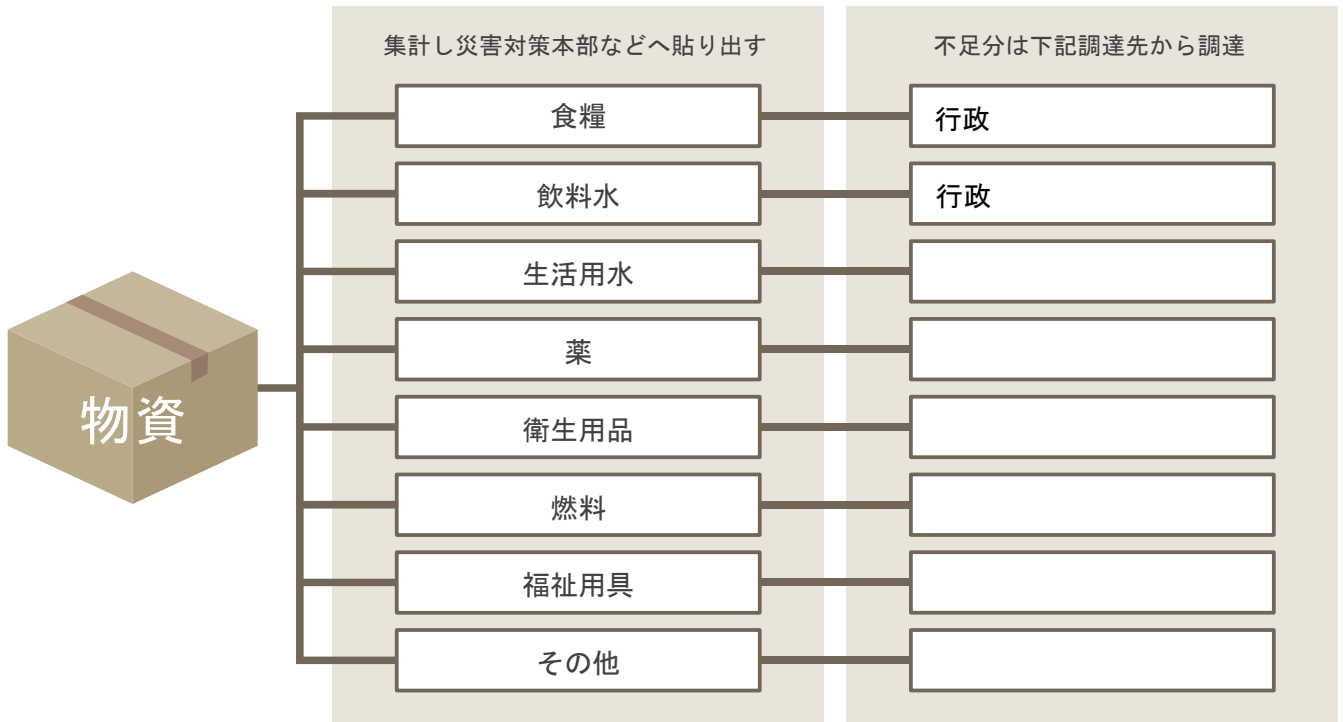 集計し災害対策本部などへ貼り出す
不足分は下記調達先から調達
食糧
行政
飲料水
行政
生活用水
薬
物資
衛生用品
燃料
福祉用具
その他